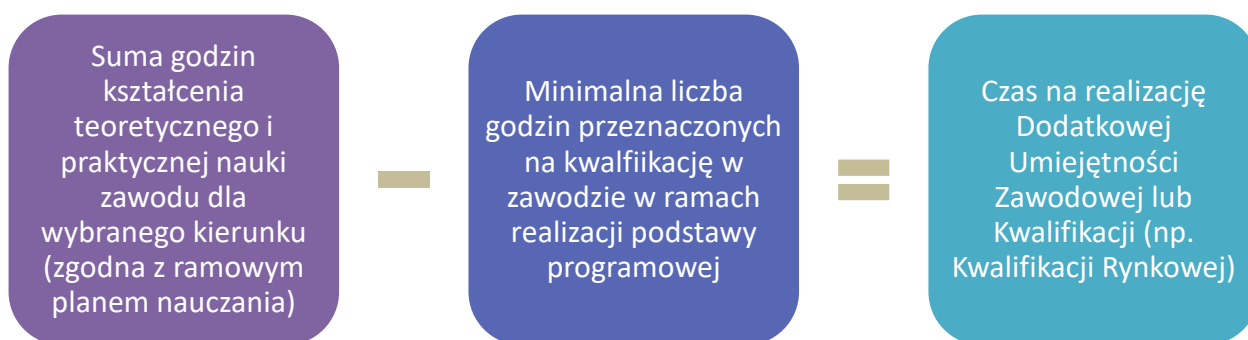 Suma godzin
kształcenia
teoretycznego i
praktycznej nauki
zawodu dla
wybranego kierunku
(zgodna z ramowym
planem nauczania)
Minimalna liczba
godzin przeznaczonych
na kwalfiikację w
zawodzie w ramach
realizacji podstawy
programowej
Czas na realizację
Dodatkowej
Umiejętności
Zawodowej lub
Kwalifikacji (np.
Kwalifikacji Rynkowej)